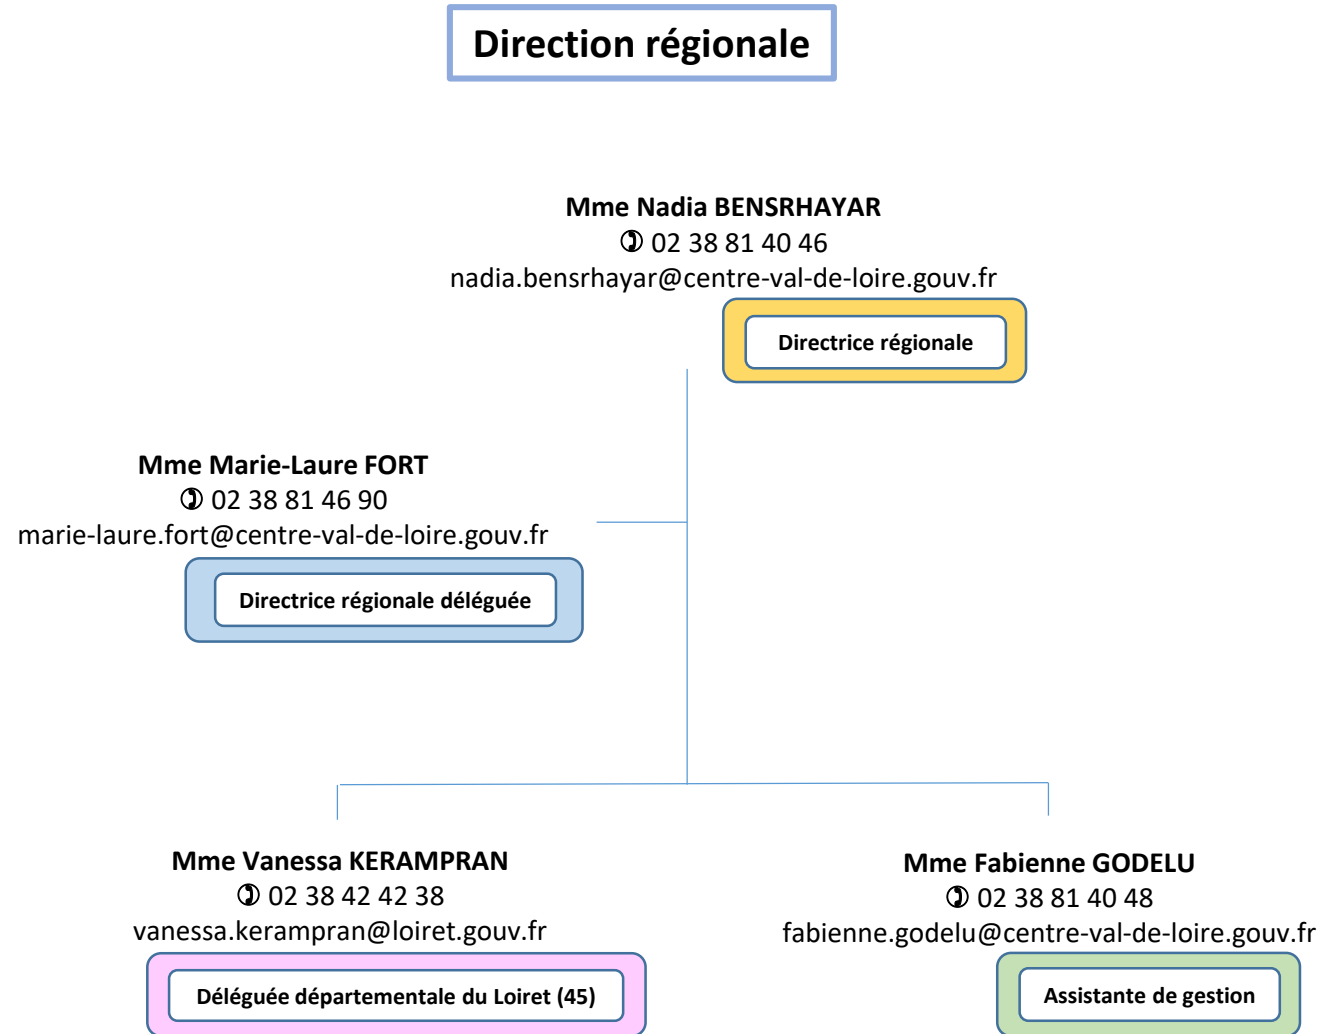 Direction régionale
Mme Nadia BENSRHAYAR
✆ 02 38 81 40 46
nadia.bensrhayar@centre-val-de-loire.gouv.fr
Directrice régionale
Mme Marie-Laure FORT
✆ 02 38 81 46 90
marie-laure.fort@centre-val-de-loire.gouv.fr
Directrice régionale déléguée
Mme Vanessa KERAMPRAN
✆ 02 38 42 42 38
vanessa.kerampran@loiret.gouv.fr
Déléguée départementale du Loiret (45)
Mme Fabienne GODELU
✆ 02 38 81 40 48
fabienne.godelu@centre-val-de-loire.gouv.fr
Assistante de gestion